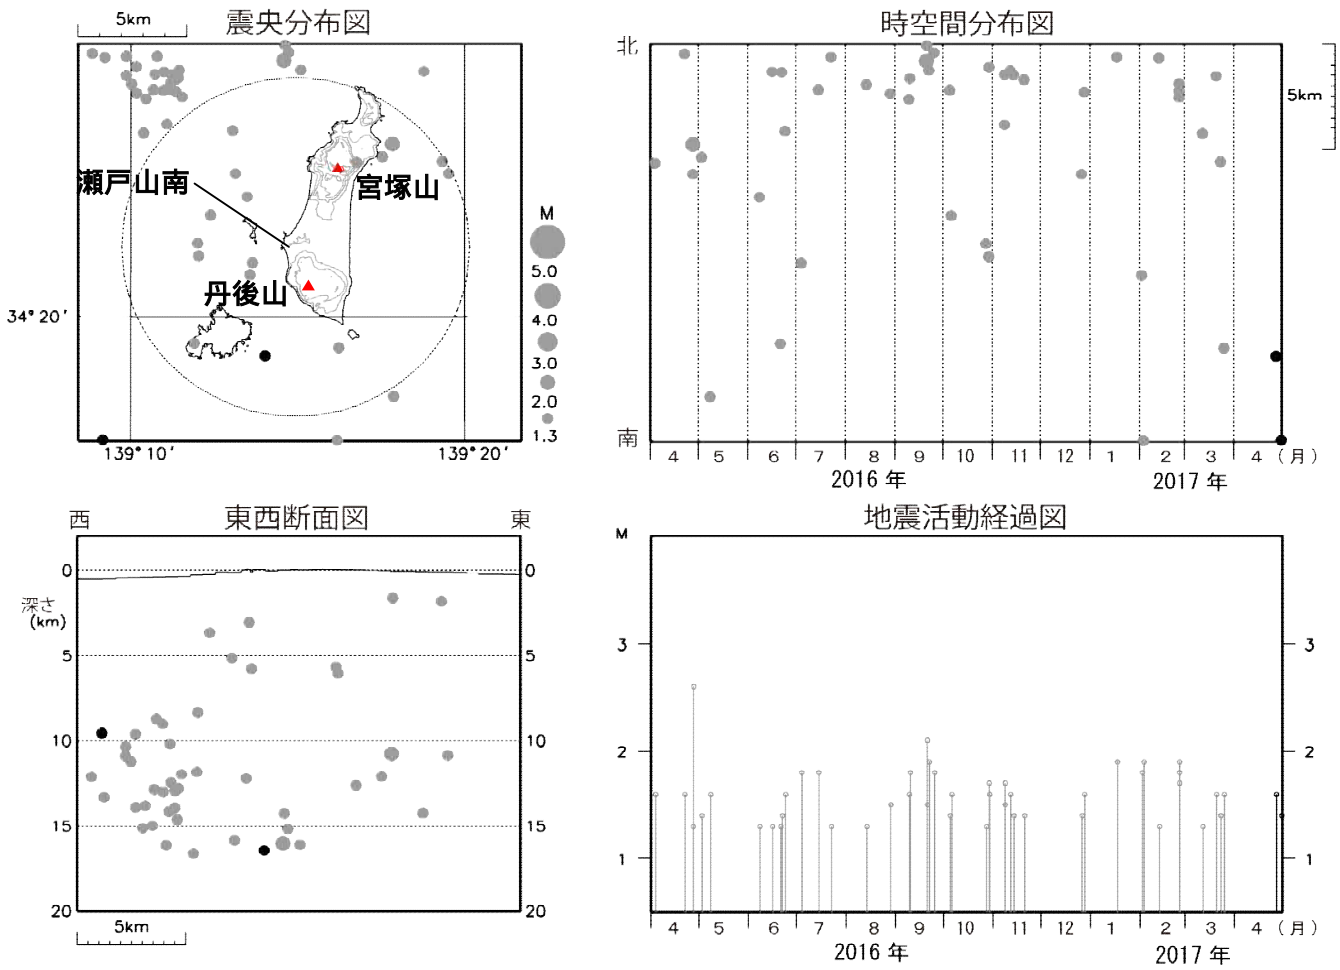 5km
震央分布図
瀬戸山南
宮塚山
丹後山
34°20′
139°10′
139°20′
M
5.0
4.0
3.0
2.0
1.3
時空間分布図
北
南
5km
4 5 6 7 8 9 10 11 12 1 2 3 4 (月)
2016年 2017年
東西断面図
西
東
0 0
深さ
(km)
5 5
10 10
15 15
20 20
5km
地震活動経過図
M
3 3
2 2
1 1
4 5 6 7 8 9 10 11 12 1 2 3 4 (月)
2016年 2017年